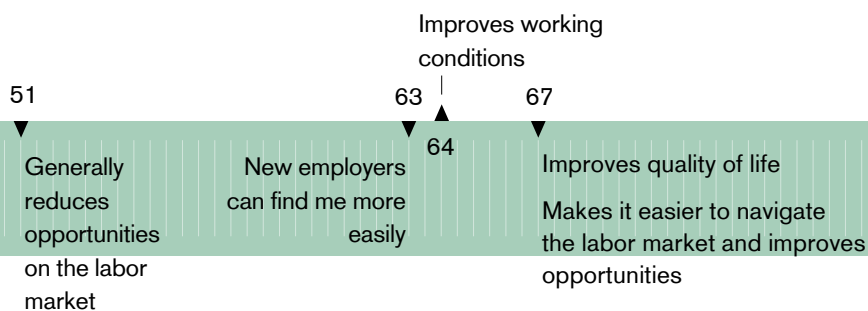 Improves working
conditions
51
63
67
64
Generally
reduces
opportunities
on the labor
market
New employers
can find me more
easily
Improves quality of life
Makes it easier to navigate
the labor market and improves
opportunities